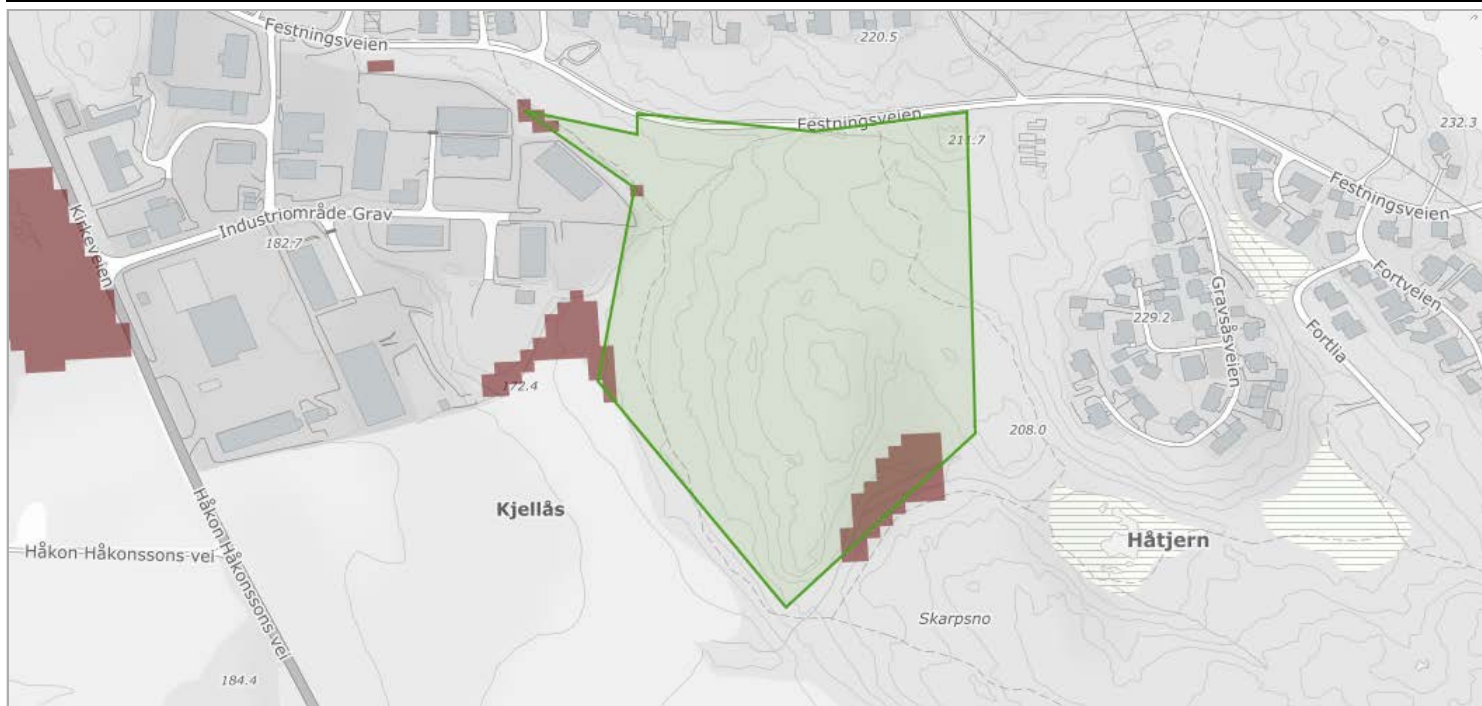 Festningsveien
220.5
Festningsveien
211.7
232.3
Festningsveien
Kirkeveien
Industriområde Grav
182.7
Gravsåsveien
Fortveien
229.2
Fortlia
172.4
208.0
Kjellås
Håtjern
Håkon Håkonssons vei
Håkon Håkonssons vei
Skarpsno
184.4